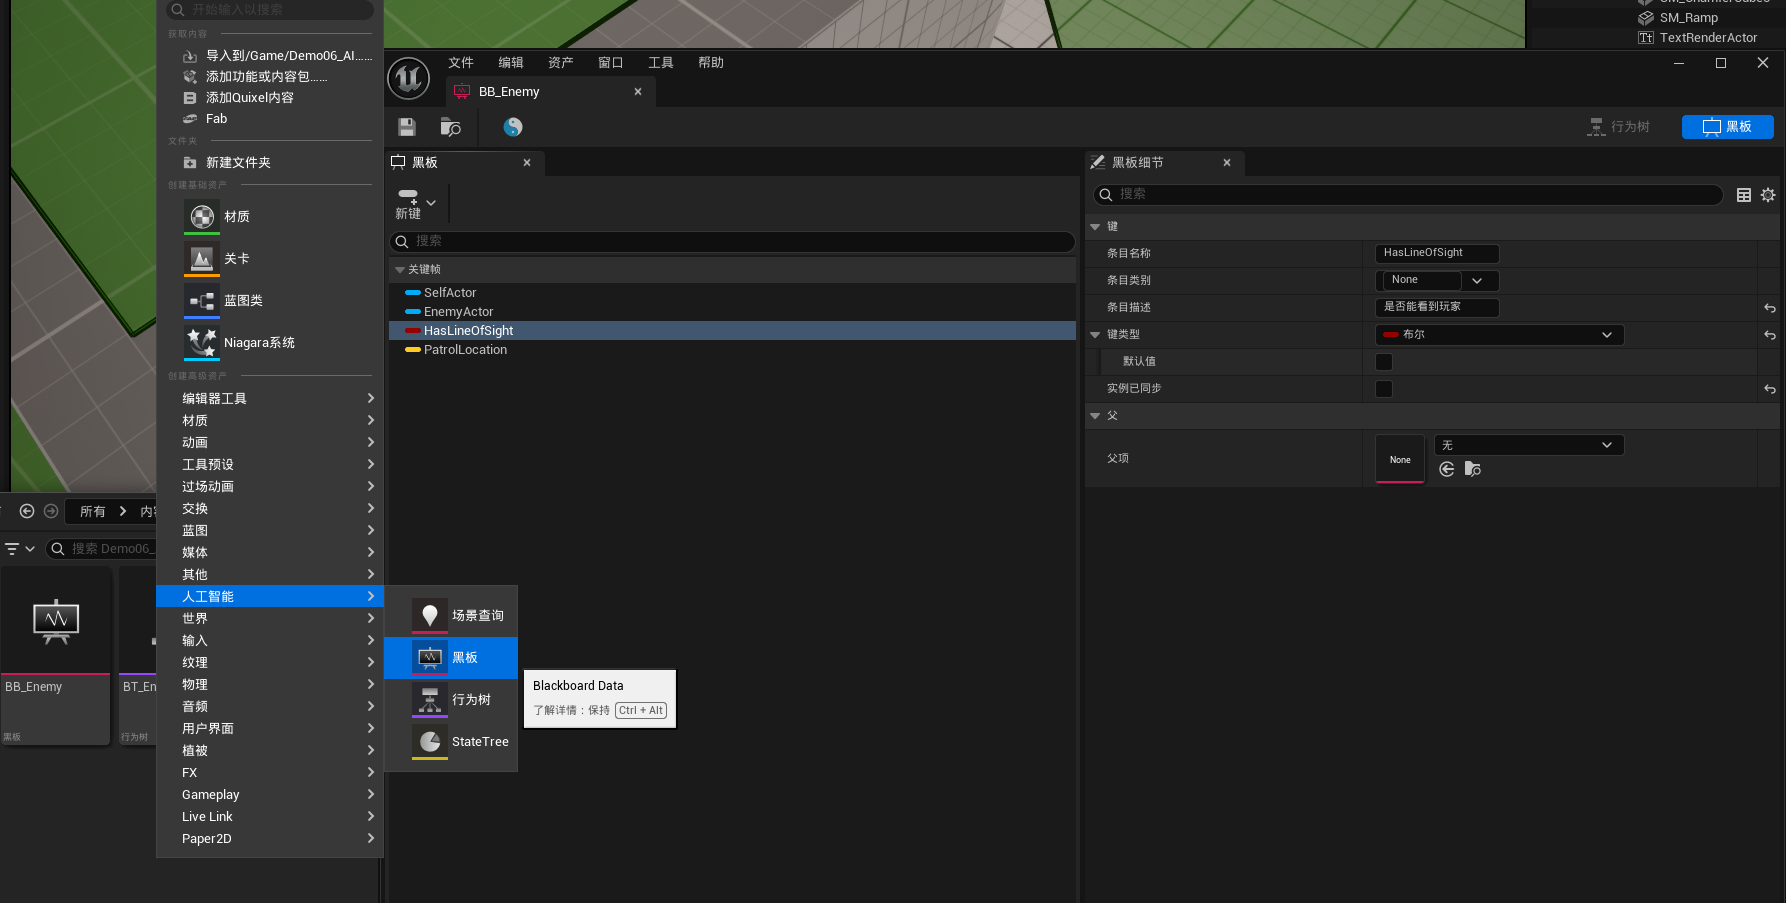 开始输入以搜索
获取内容
导入到/Game/Demo06_AI……
添加功能或内容包……
添加Quixel内容
Fab
文件夹
新建文件夹
创建基础资产
材质
关卡
蓝图类
Niagara系统
创建高级资产
编辑器工具
材质
动画
工具预设
过场动画
交换
蓝图
媒体
其他
人工智能
世界
输入
纹理
物理
音频
用户界面
植被
FX
Gameplay
Live Link
Paper2D
场景查询
黑板
行为树
StateTree
Blackboard Data
了解详情：保持 Ctrl + Alt
所有
搜索 Demo06_
BB_Enemy
黑板
BT_En
行为树
文件 编辑 资产 窗口 工具 帮助
BB_Enemy
行为树
黑板
黑板
新键
搜索
关键帧
SelfActor
EnemyActor
HasLineOfSight
PatrolLocation
黑板细节
搜索
键
条目名称 HasLineOfSight
条目类别 None
条目描述 是否能看到玩家
键类型 布尔
默认值
实例已同步
父
父项 None 无
SM_Ramp
TextRenderActor